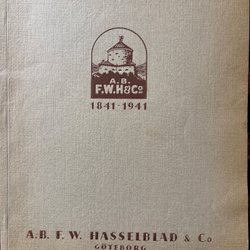 A.B.
F.W.H&Co
1841-1941
A.-B. F. W. HASSELBLAD & Co
GÖTEBORG